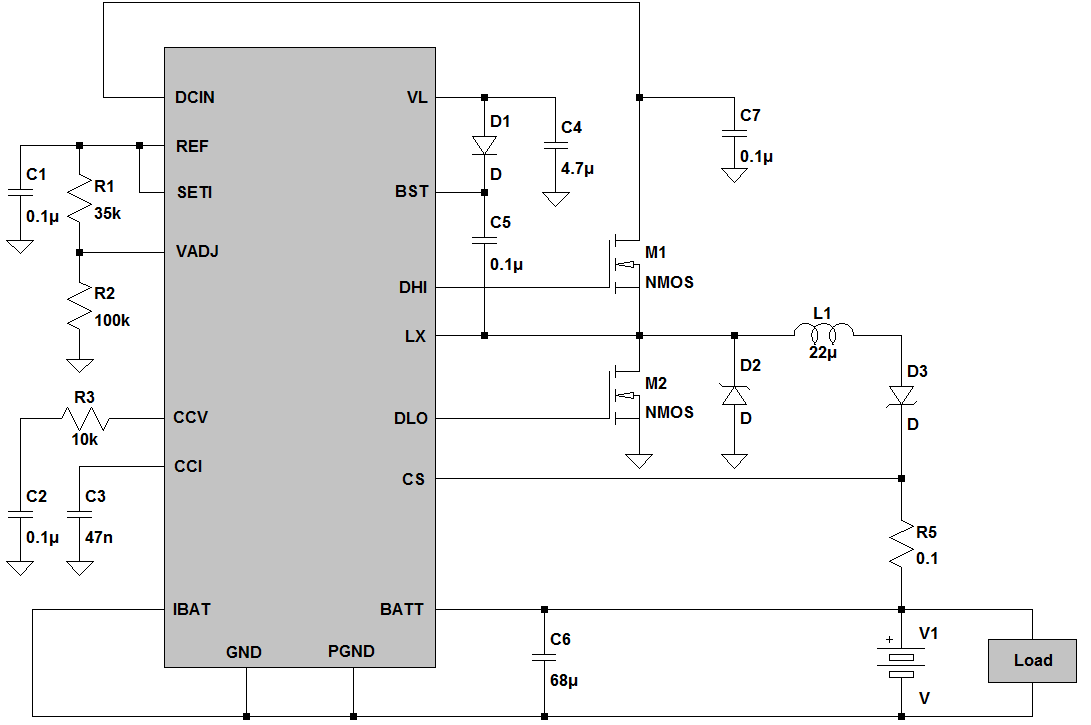 DCIN
VL
D1
C4
C7
REF
C1
R1
SETI
D
4.7µ
0.1µ
0.1µ
35k
BST
C5
VADJ
0.1µ
M1
R2
DHI
NMOS
100k
LX
L1
22µ
D2
D3
M2
R3
NMOS
D
D
10k
CCV
DLO
CCI
CS
C2
C3
R5
0.1µ
47n
0.1
IBAT
BATT
C6
+
V1
GND
PGND
Load
68µ
V